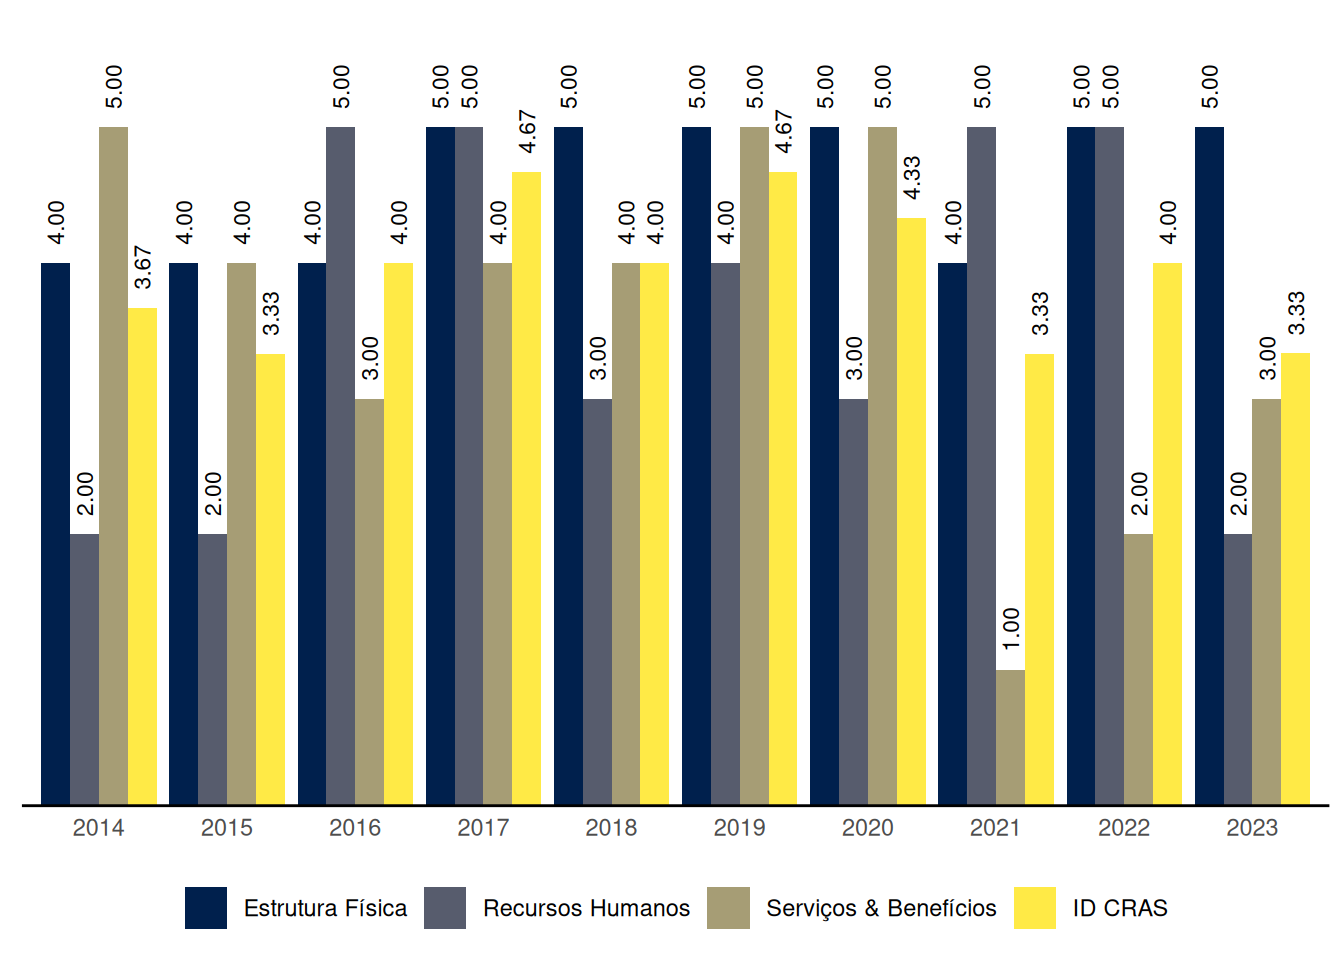 4.00 2.00 5.00 3.67 4.00 2.00 4.00 3.33 4.00 5.00 3.00 4.00 5.00 5.00 4.00 4.67 5.00 3.00 4.00 4.00 5.00 4.00 5.00 4.67 5.00 3.00 5.00 4.33 4.00 5.00 1.00 3.33 5.00 5.00 2.00 4.00 5.00 2.00 3.00 3.33
2014 2015 2016 2017 2018 2019 2020 2021 2022 2023
Estrutura Física Recursos Humanos Serviços & Benefícios ID CRAS